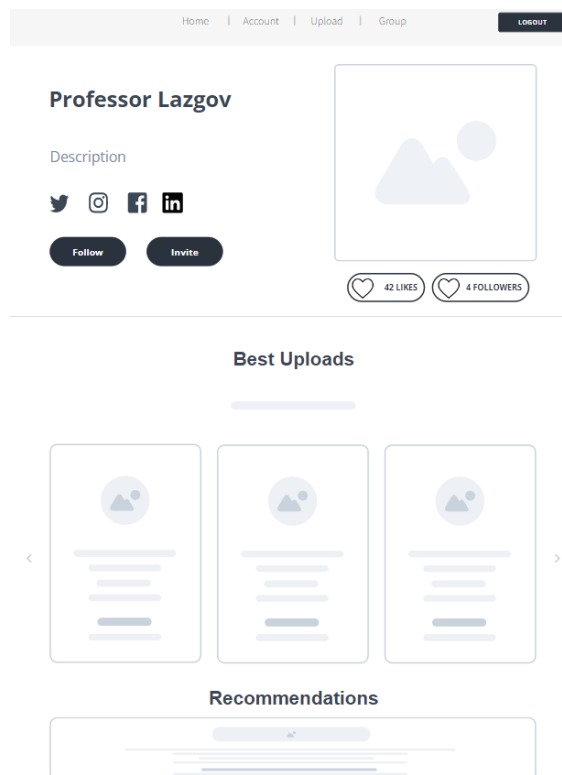 Home | Account | Upload | Group
LOGOUT
Professor Lazgov
Description
Follow
Invite
42 LIKES
4 FOLLOWERS
Best Uploads
Recommendations